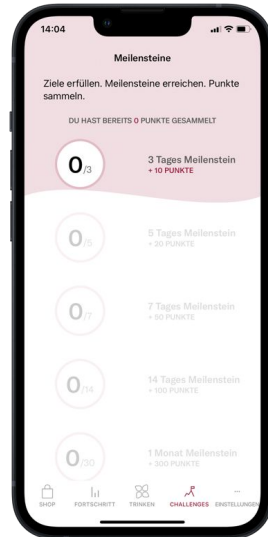 14:04
Meilensteine
Ziele erfüllen. Meilensteine erreichen. Punkte
sammeln.
DU HAST BEREITS 0 PUNKTE GESAMMELT
0/3
3 Tages Meilenstein
+ 10 PUNKTE
0/5
5 Tages Meilenstein
+ 30 PUNKTE
0/7
7 Tages Meilenstein
+ 50 PUNKTE
0/14
14 Tages Meilenstein
+ 100 PUNKTE
0/30
1 Monat Meilenstein
+ 300 PUNKTE
SHOP FORTSCHRITT TRINKEN CHALLENGES EINSTELLUNGEN